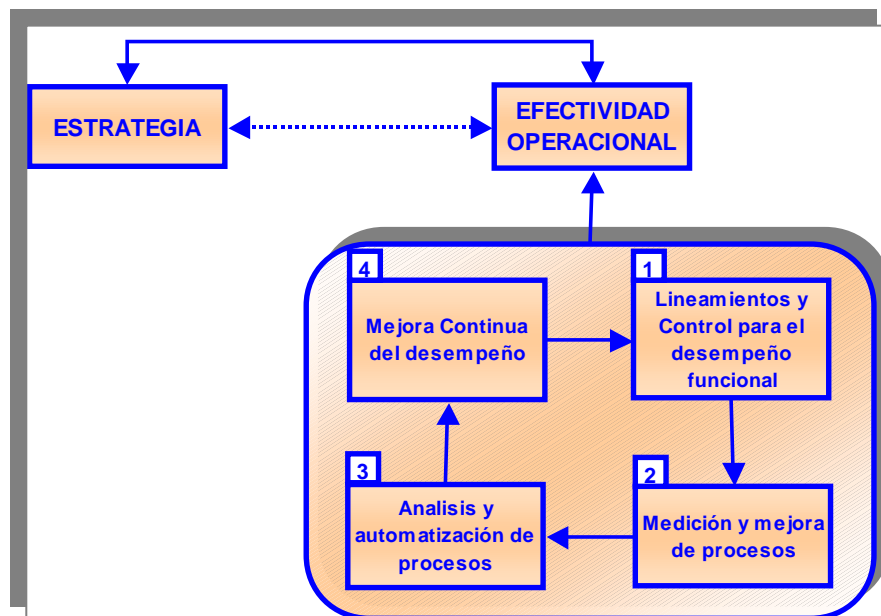 ESTRATEGIA
EFECTIVIDAD
OPERACIONAL
4
Mejora Continua
del desempeño
1
Lineamientos y
Control para el
desempeño
funcional
3
Analisis y
automatización de
procesos
2
Medición y mejora
de procesos